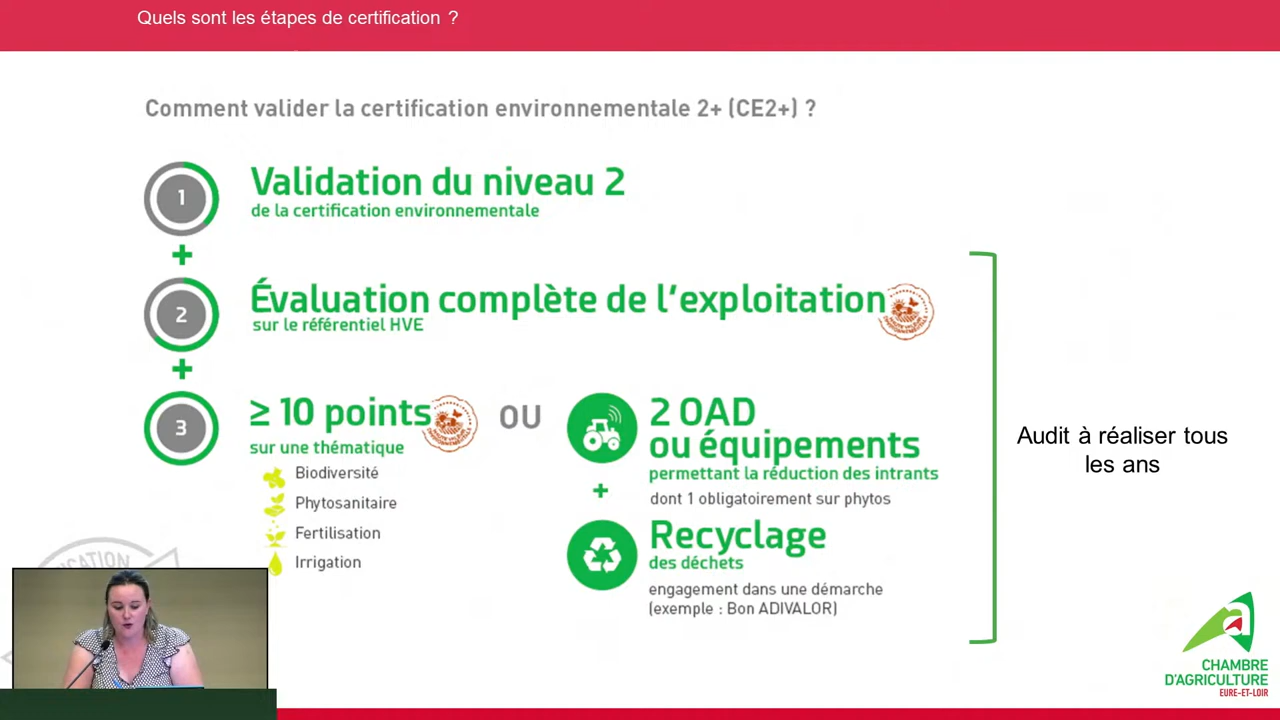 Quels sont les étapes de certification ?
Comment valider la certification environnementale 2+ (CE2+) ?
1
Validation du niveau 2
de la certification environnementale
+
2
Évaluation complète de l'exploitation
sur le référentiel HVE
+
3
≥ 10 points
sur une thématique
Biodiversité
Phytosanitaire
Fertilisation
Irrigation
OU
2 OAD
ou équipements
permettant la réduction des intrants
+
dont 1 obligatoirement sur phytos
Recyclage
des déchets
engagement dans une démarche
(exemple : Bon ADIVALOR)
Audit à réaliser tous
les ans
a
CHAMBRE
D'AGRICULTURE
EURE-ET-LOIR